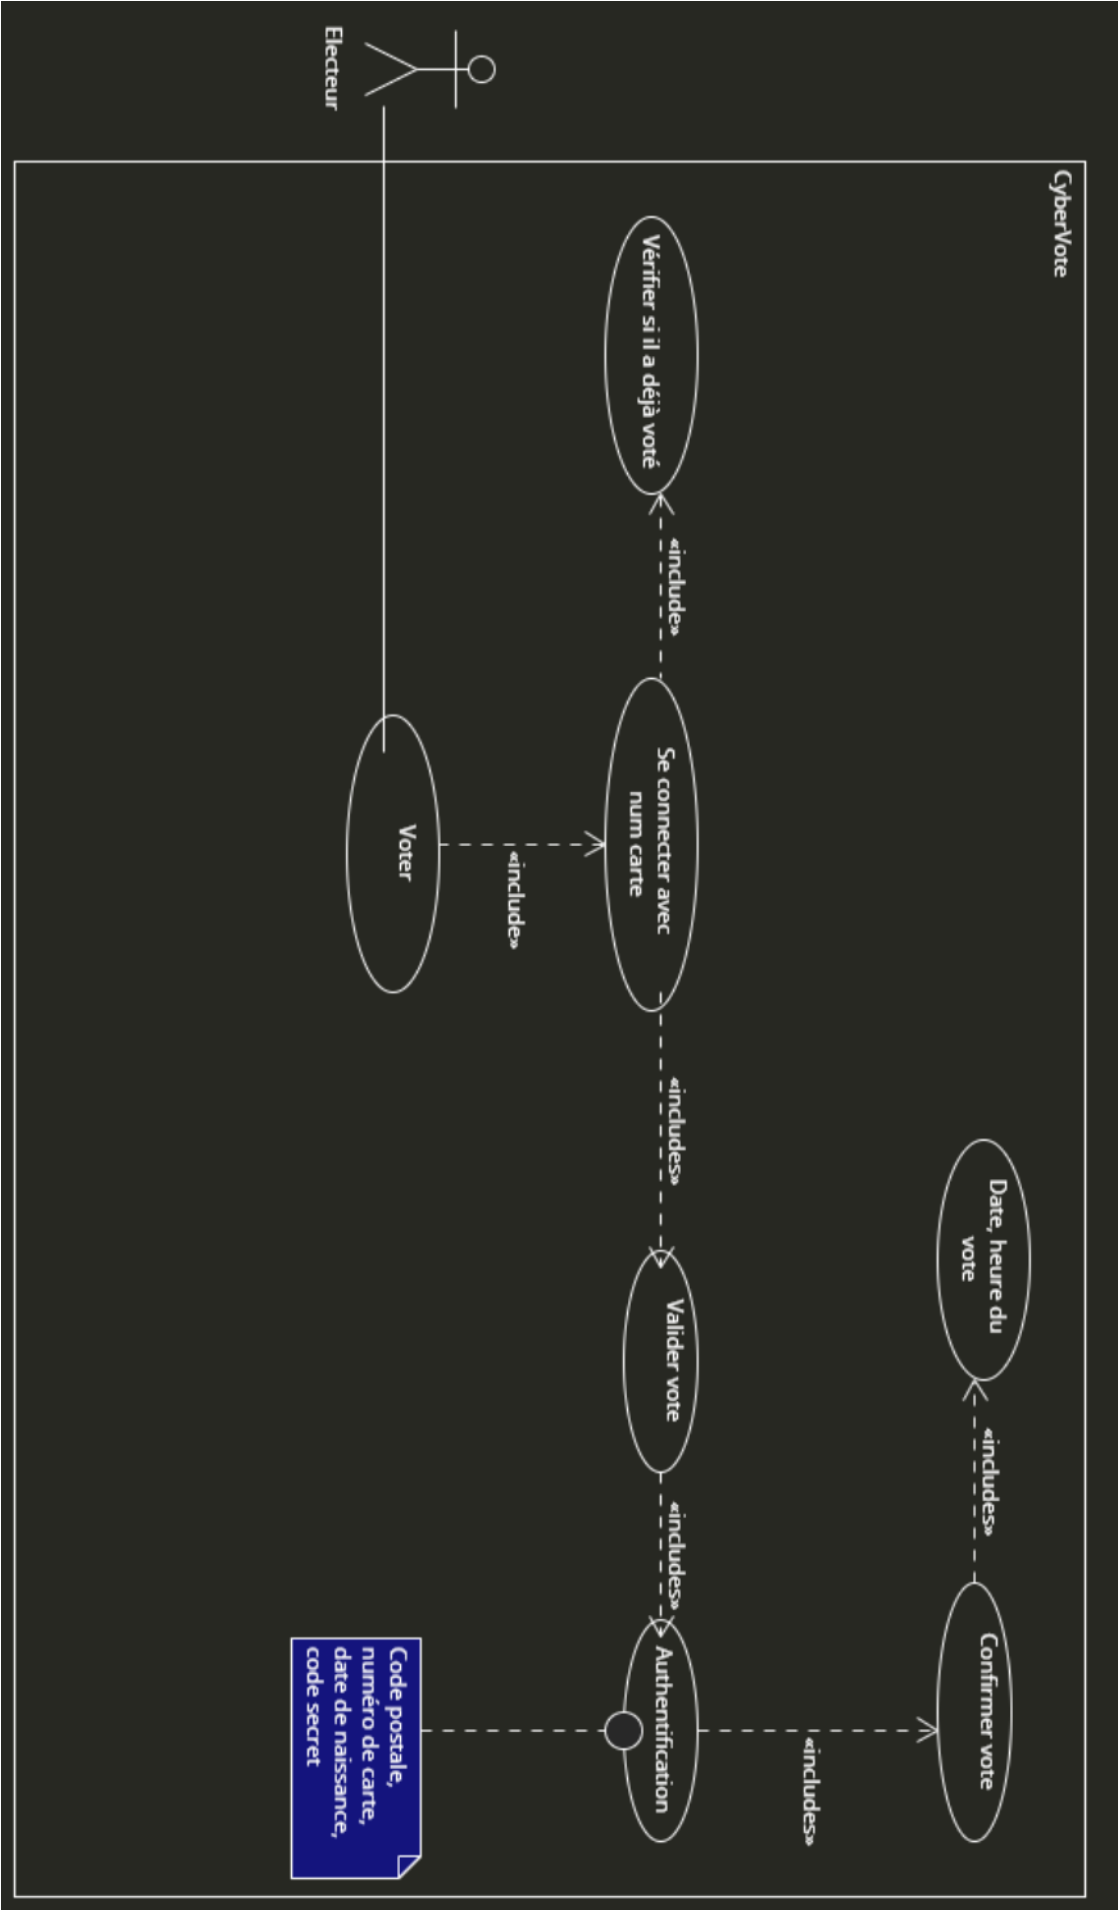 CyberVote
Electeur
Date, heure du
vote
«includes»
Confirmer vote
«includes»
Vérifier si il a déjà voté
«include»
Se connecter avec
num carte
«includes»
Valider vote
«includes»
Authentification
«include»
Voter
Code postale,
numéro de carte,
date de naissance,
code secret